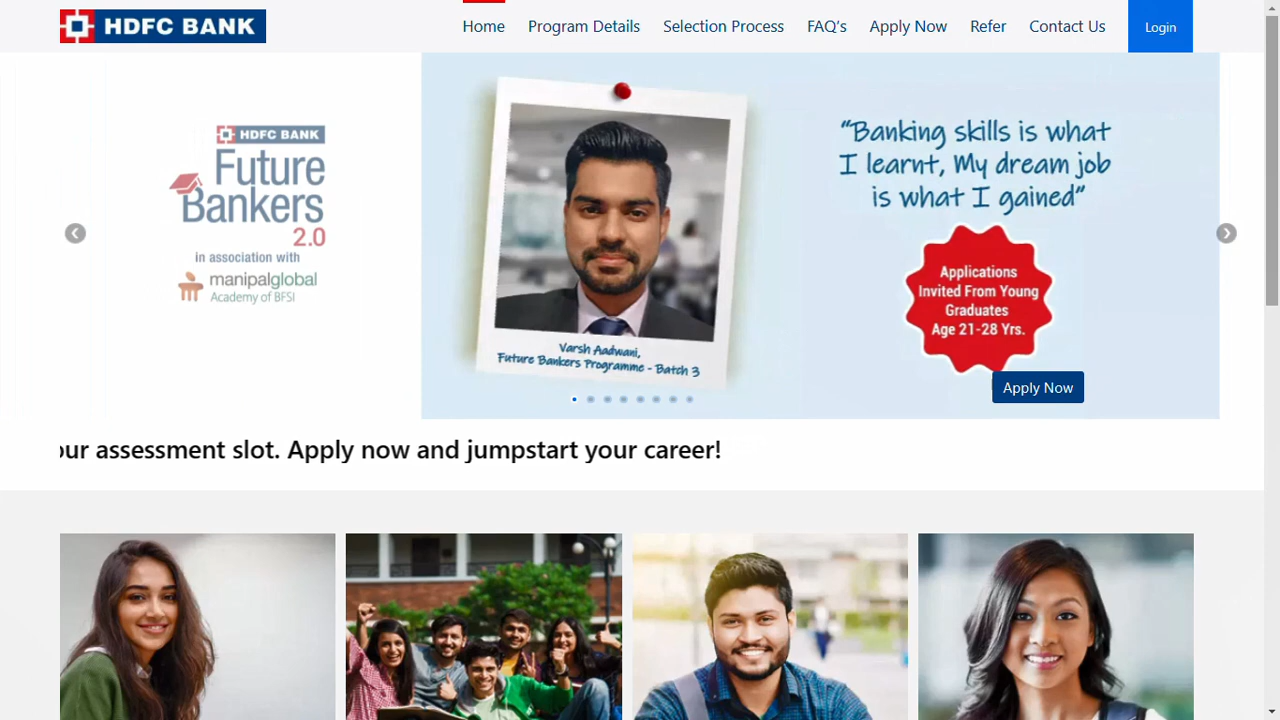 HDFC BANK
Home Program Details Selection Process FAQ's Apply Now Refer Contact Us Login
HDFC BANK
Future
Bankers
2.0
in association with
manipalglobal
Academy of BFSI
Varsh Aadwani,
Future Bankers Programme - Batch 3
“Banking skills is what
I learnt, My dream job
is what I gained”
Applications
Invited From Young
Graduates
Age 21-28 Yrs.
Apply Now
our assessment slot. Apply now and jumpstart your career!